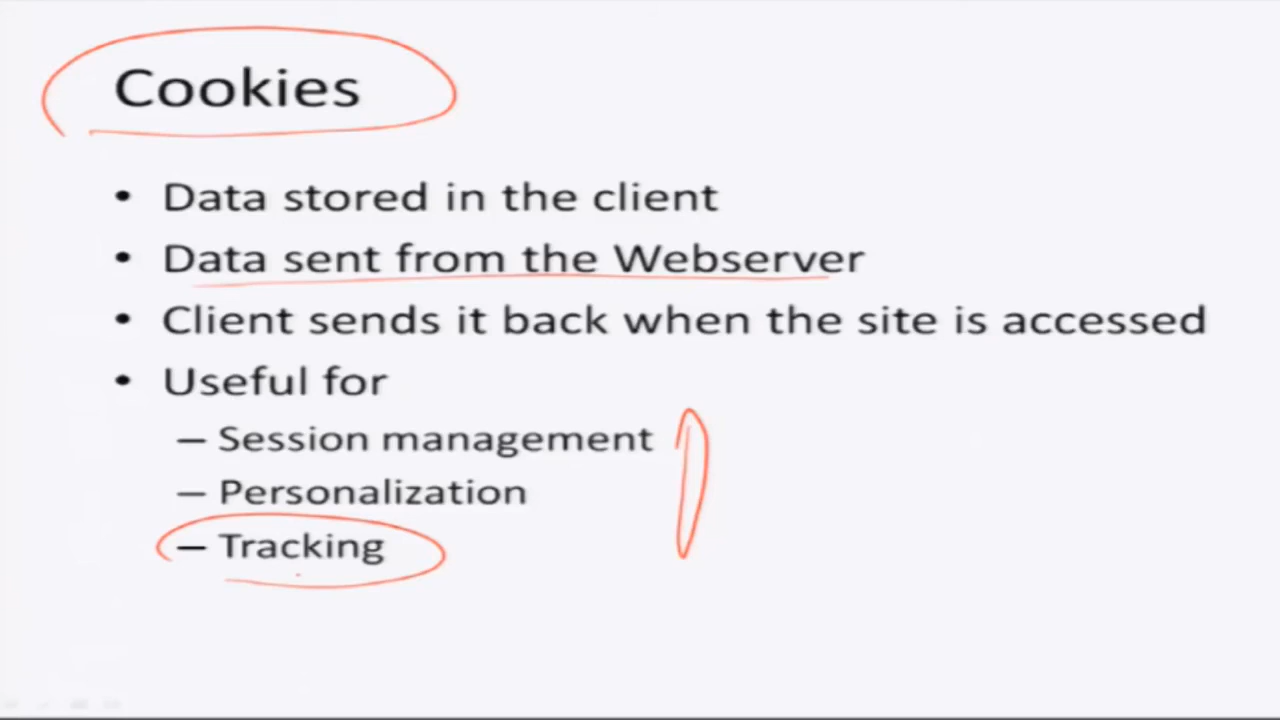 Cookies
• Data stored in the client
• Data sent from the Webserver
• Client sends it back when the site is accessed
• Useful for
– Session management
– Personalization
– Tracking